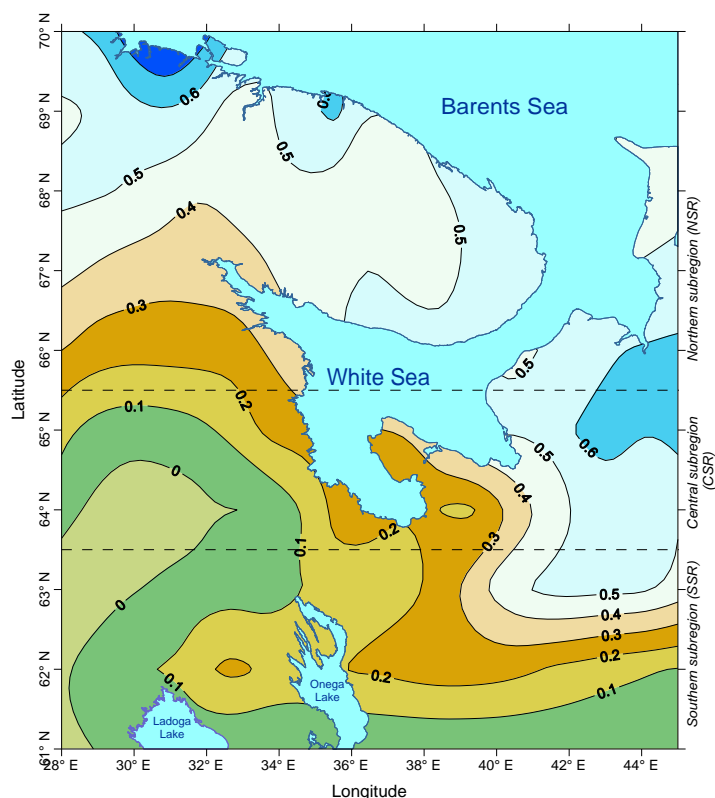 70° N
69° N
68° N
67° N
66° N
65° N
64° N
63° N
62° N
61° N
Latitude
28° E
30° E
32° E
34° E
36° E
38° E
40° E
42° E
44° E
Longitude
Barents Sea
White Sea
Onega
Lake
Ladoga
Lake
Northern subregion (NSR)
Central subregion
(CSR)
Southern subregion (SSR)
0.6
0.5
0.5
0.4
0.5
0.3
0.5
0.2
0.1
0.6
0.5
0
0.4
0.2
0.3
0.1
0
0.5
0.4
0.3
0.2
0.2
0.1
0.1